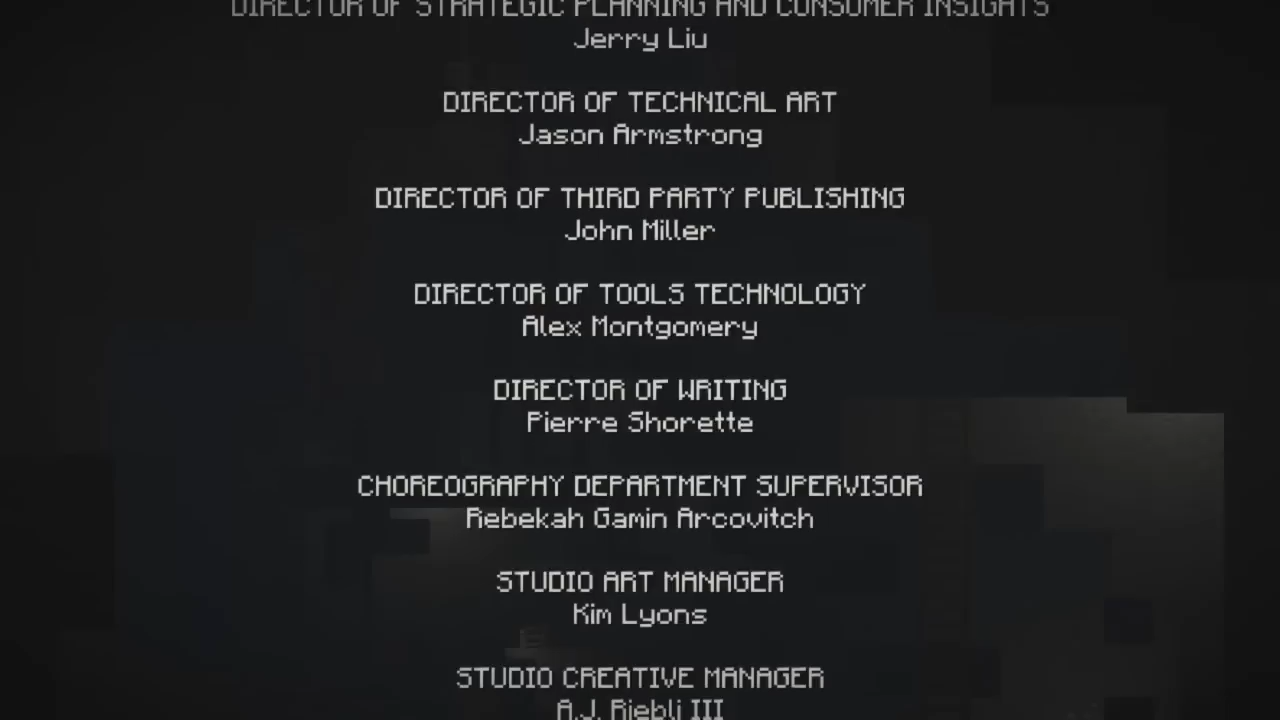 DIRECTOR OF STRATEGIC PLANNING AND CONSUMER INSIGHTS
Jerry Liu
DIRECTOR OF TECHNICAL ART
Jason Armstrong
DIRECTOR OF THIRD PARTY PUBLISHING
John Miller
DIRECTOR OF TOOLS TECHNOLOGY
Alex Montgomery
DIRECTOR OF WRITING
Pierre Shorette
CHOREOGRAPHY DEPARTMENT SUPERVISOR
Rebekah Gamin Arcovitch
STUDIO ART MANAGER
Kim Lyons
STUDIO CREATIVE MANAGER
A.J. Riebli III